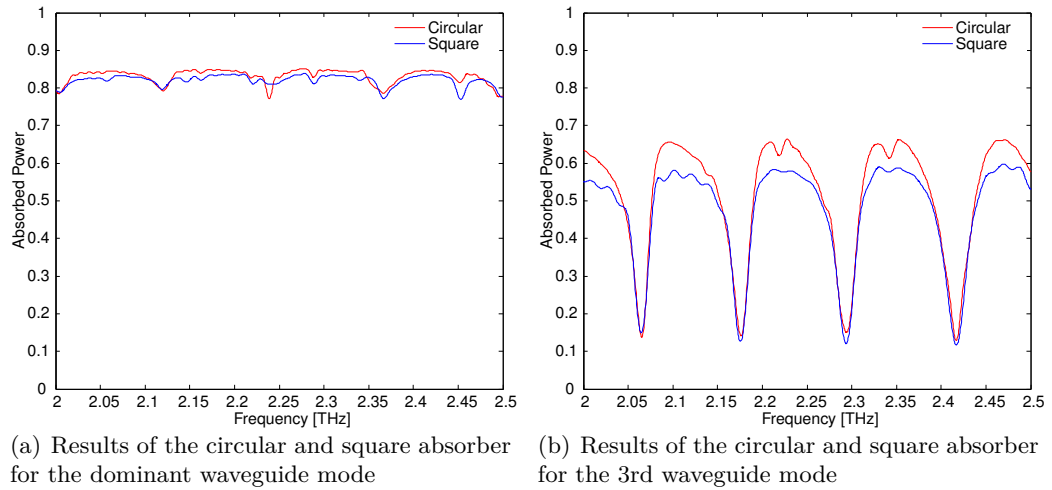 1
0.9
0.8
0.7
0.6
0.5
0.4
0.3
0.2
0.1
0
Absorbed Power
Circular
Square
2 2.05 2.1 2.15 2.2 2.25 2.3 2.35 2.4 2.45 2.5
Frequency [THz]
(a) Results of the circular and square absorber
for the dominant waveguide mode
1
0.9
0.8
0.7
0.6
0.5
0.4
0.3
0.2
0.1
0
Absorbed Power
Circular
Square
2 2.05 2.1 2.15 2.2 2.25 2.3 2.35 2.4 2.45 2.5
Frequency [THz]
(b) Results of the circular and square absorber
for the 3rd waveguide mode